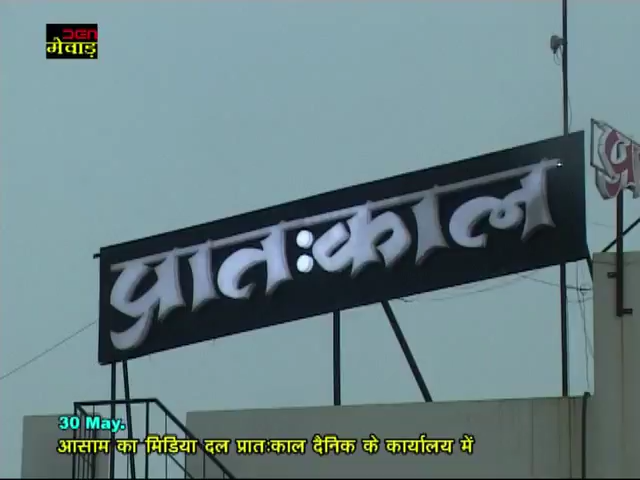 DEN
मेवाड़
प्रातःकाल
30 May.
आसाम का मिडिया दल प्रातःकाल दैनिक के कार्यालय में